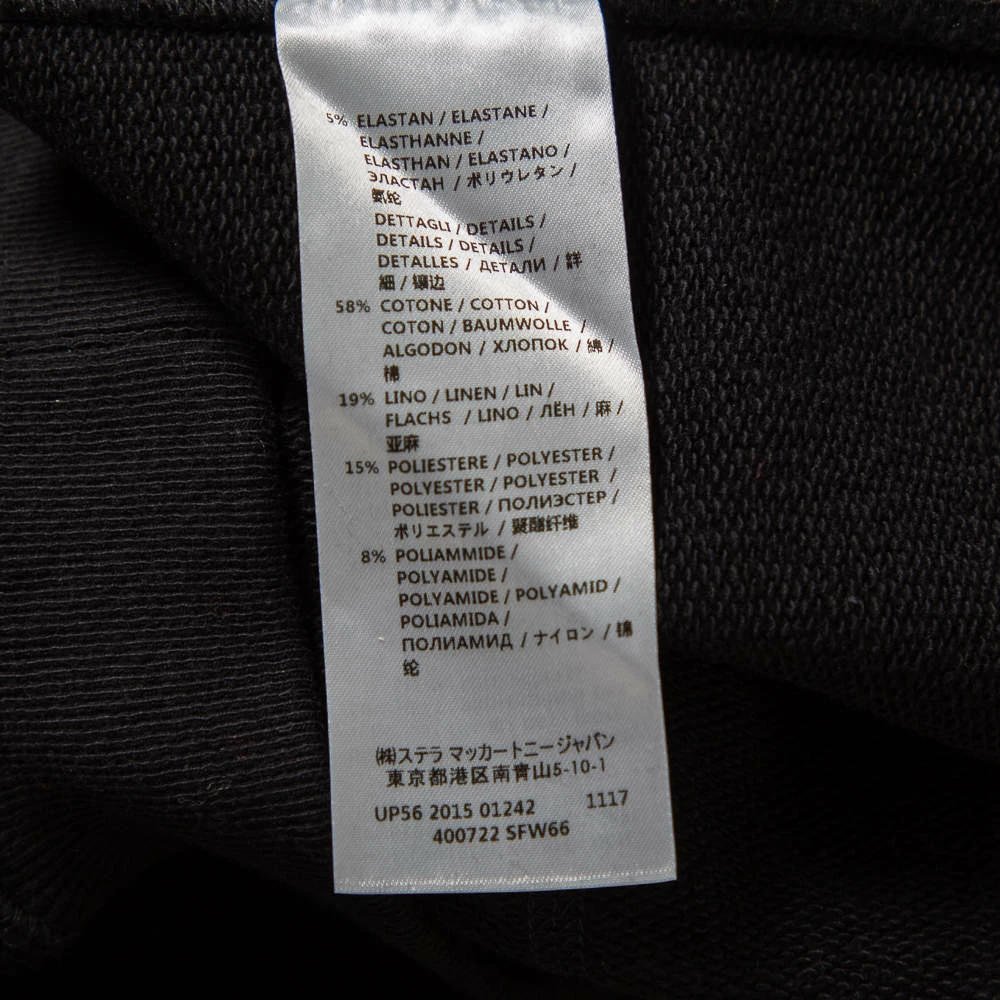 5% ELASTAN / ELASTANE /
ELASTHANNE /
ELASTHAN / ELASTANO /
ЭЛАСТАН / ポリウレタン /
氨纶
DETTAGLI / DETAILS /
DETAILS / DETAILS /
DETALLES / ДЕТАЛИ / 詳
細 / 镶边
58% COTONE / COTTON /
COTON / BAUMWOLLE /
ALGODON / ХЛОПОК / 綿 /
棉
19% LINO / LINEN / LIN /
FLACHS / LINO / ЛЁН / 麻 /
亚麻
15% POLIESTERE / POLYESTER /
POLYESTER / POLYESTER /
POLIESTER / ПОЛИЭСТЕР /
ポリエステル / 聚酯纤维
8% POLIAMMIDE /
POLYAMIDE /
POLYAMIDE / POLYAMID /
POLIAMIDA /
ПОЛИАМИД / ナイロン / 锦
纶
㈱ステラ マッカートニージャパン
東京都港区南青山5-10-1
UP56 2015 01242 1117
400722 SFW66